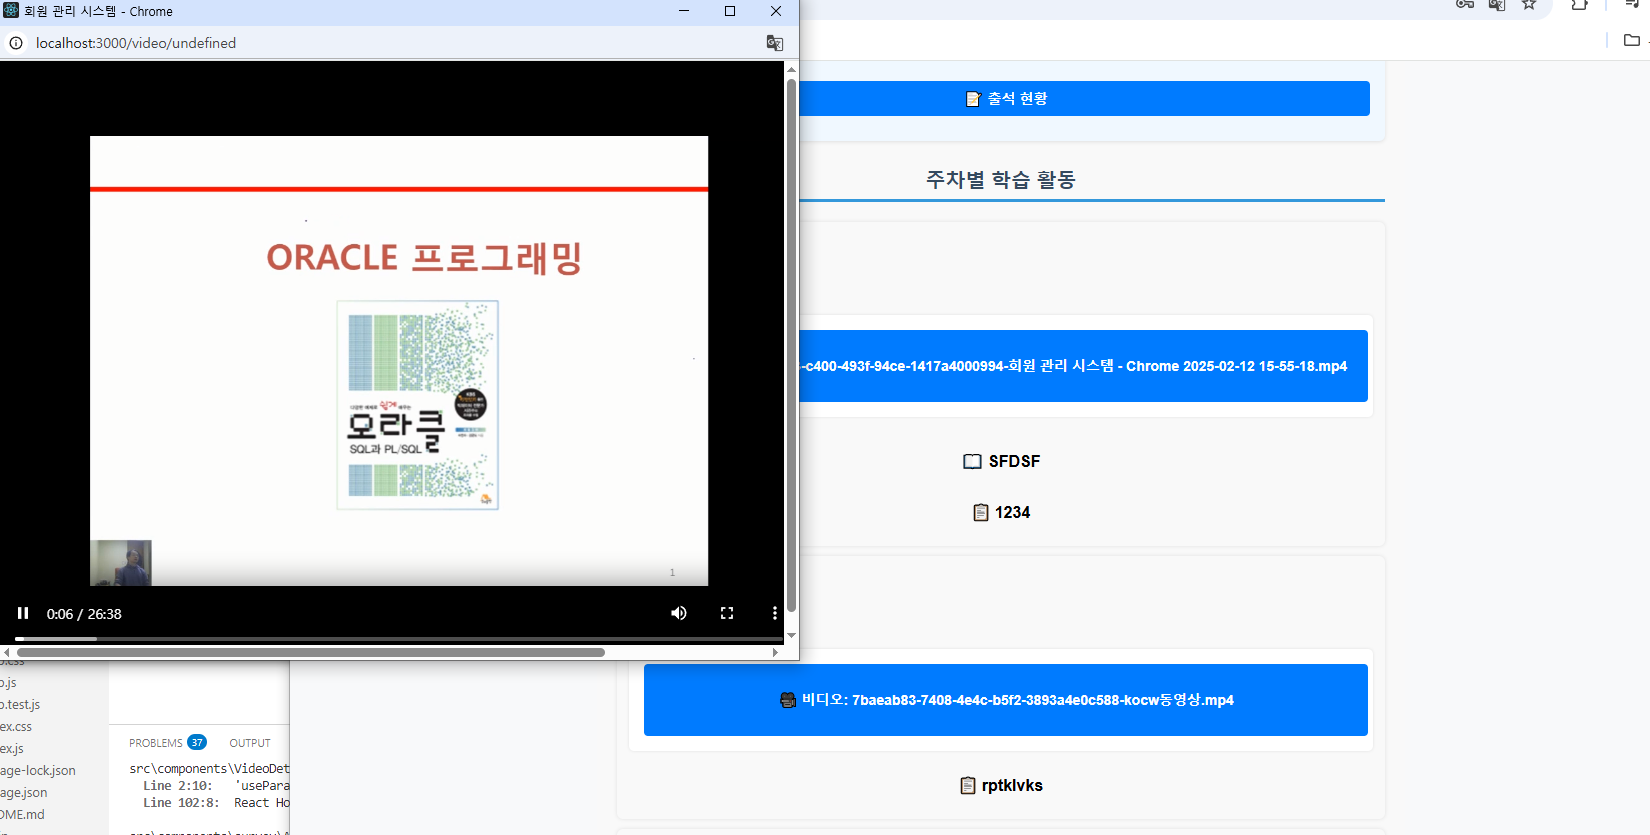 회원 관리 시스템 - Chrome
localhost:3000/video/undefined
ORACLE 프로그래밍
쉽게
모라클
SQL과 PL/SQL
1
0:06 / 26:38
출석 현황
주차별 학습 활동
-c400-493f-94ce-1417a4000994-회원 관리 시스템 - Chrome 2025-02-12 15-55-18.mp4
SFDSF
1234
비디오: 7baeab83-7408-4e4c-b5f2-3893a4e0c588-kocw동영상.mp4
rptklvks
.css
.js
.test.js
ex.css
ex.js
age-lock.json
age.json
OME.md
PROBLEMS 37 OUTPUT
src\components\VideoDet
Line 2:10: 'usePara
Line 102:8: React Ho